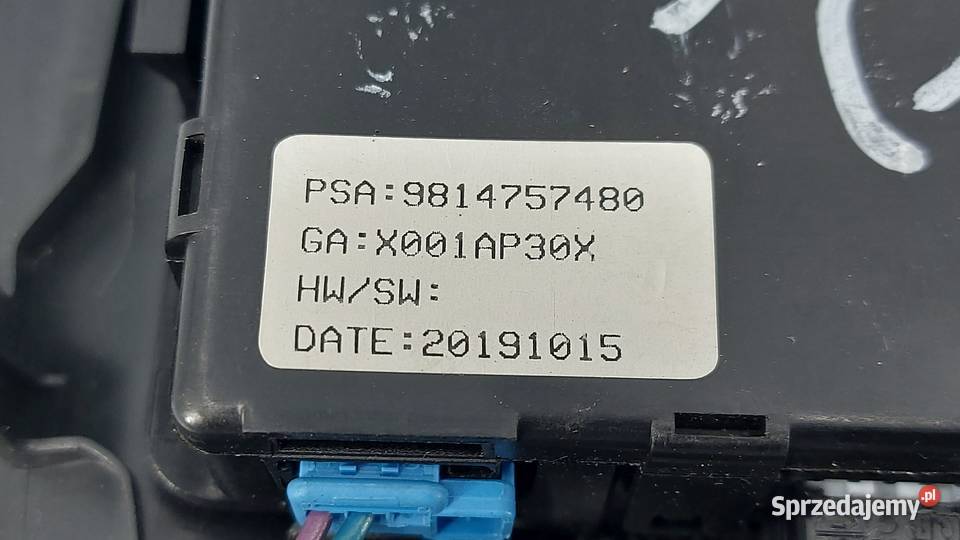 PSA:9814757480
GA:X001AP30X
HW/SW:
DATE:20191015
Sprzedajemy.pl